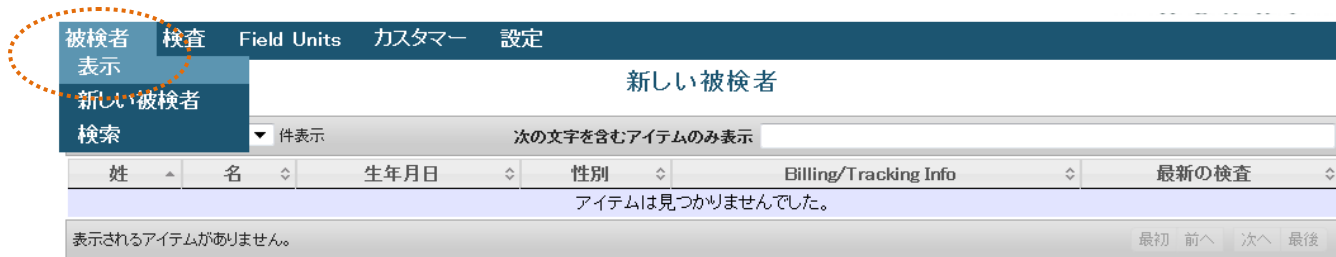 被検者 検査 Field Units カスタマー 設定
表示
新しい被検者
新しい被検者
検索
件表示 次の文字を含むアイテムのみ表示
姓 名 生年月日 性別 Billing/Tracking Info 最新の検査
アイテムは見つかりませんでした。
表示されるアイテムがありません。 最初 前へ 次へ 最後